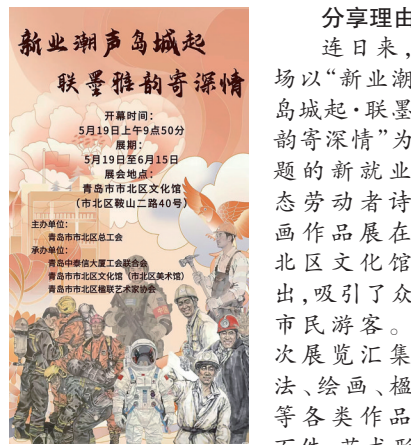 新业潮声岛城起
联墨雅韵寄深情
开幕时间：
5月19日上午9点50分
展期：
5月19日至6月15日
展会地点：
青岛市市北区文化馆
（市北区鞍山二路40号）
主办单位：
青岛市市北区总工会
承办单位：
青岛中泰信大厦工会联合会
青岛市市北区文化馆（市北区美术馆）
青岛市市北区楹联艺术家协会
分享理由
连日来，
场以“新业潮
岛城起·联墨
韵寄深情”为
题的新就业
态劳动者诗
画作品展在
北区文化馆
出，吸引了众
市民游客。
次展览汇集
法、绘画、楹
等各类作品